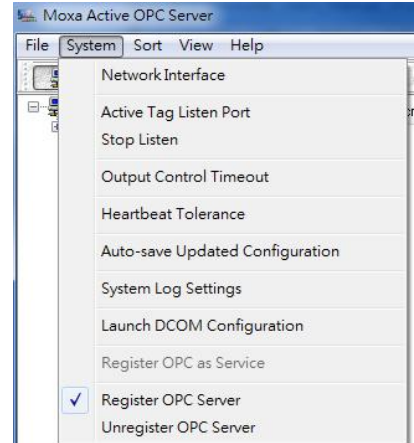 Moxa Active OPC Server
File System Sort View Help
Network Interface
Active Tag Listen Port
Stop Listen
Output Control Timeout
Heartbeat Tolerance
Auto-save Updated Configuration
System Log Settings
Launch DCOM Configuration
Register OPC as Service
Register OPC Server
Unregister OPC Server